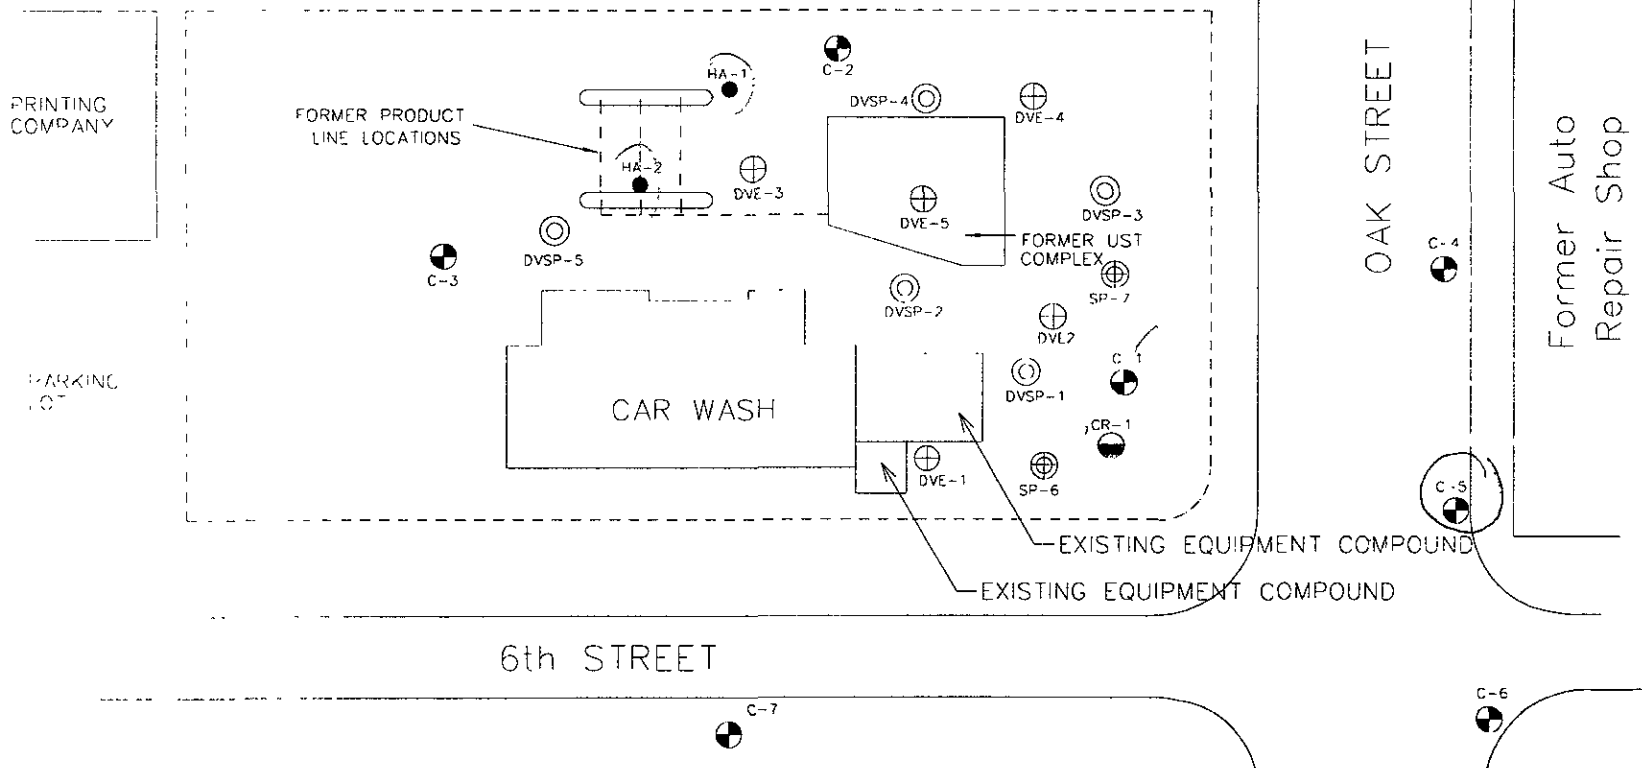 PRINTING
COMPANY
FORMER PRODUCT
LINE LOCATIONS
HA-1
HA-2
C-2
DVSP-4
DVE-4
DVE-3
DVE-5
DVSP-3
FORMER UST
COMPLEX
DVSP-5
C-3
DVSP-2
SP-7
DVE2
C-1
DVSP-1
CAR WASH
CR-1
DVE-1
SP-6
OAK STREET
C-4
Former Auto
Repair Shop
C-5
PARKING
EXISTING EQUIPMENT COMPOUND
EXISTING EQUIPMENT COMPOUND
6th STREET
C-7
C-6